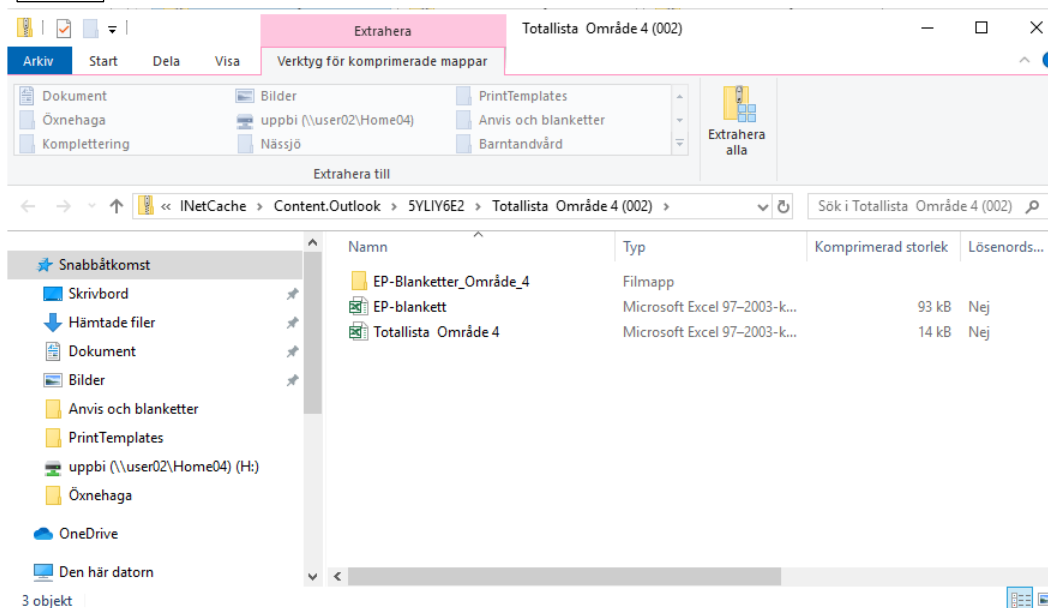 Extrahera
Totallista Område 4 (002)
Arkiv Start Dela Visa Verktyg för komprimerade mappar
Dokument Bilder PrintTemplates
Öxnehaga uppbi (\\user02\Home04) Anvis och blanketter
Komplettering Nässjö Barntandvård
Extrahera alla
Extrahera till
« INetCache > Content.Outlook > 5YLIY6E2 > Totallista Område 4 (002) >
Sök i Totallista Område 4 (002)
Namn Typ Komprimerad storlek Lösenords...
Snabbåtkomst
Skrivbord
Hämtade filer
Dokument
Bilder
Anvis och blanketter
PrintTemplates
uppbi (\\user02\Home04) (H:)
Öxnehaga
OneDrive
Den här datorn
EP-Blanketter_Område_4 Filmapp
EP-blankett Microsoft Excel 97–2003-k... 93 kB Nej
Totallista Område 4 Microsoft Excel 97–2003-k... 14 kB Nej
3 objekt